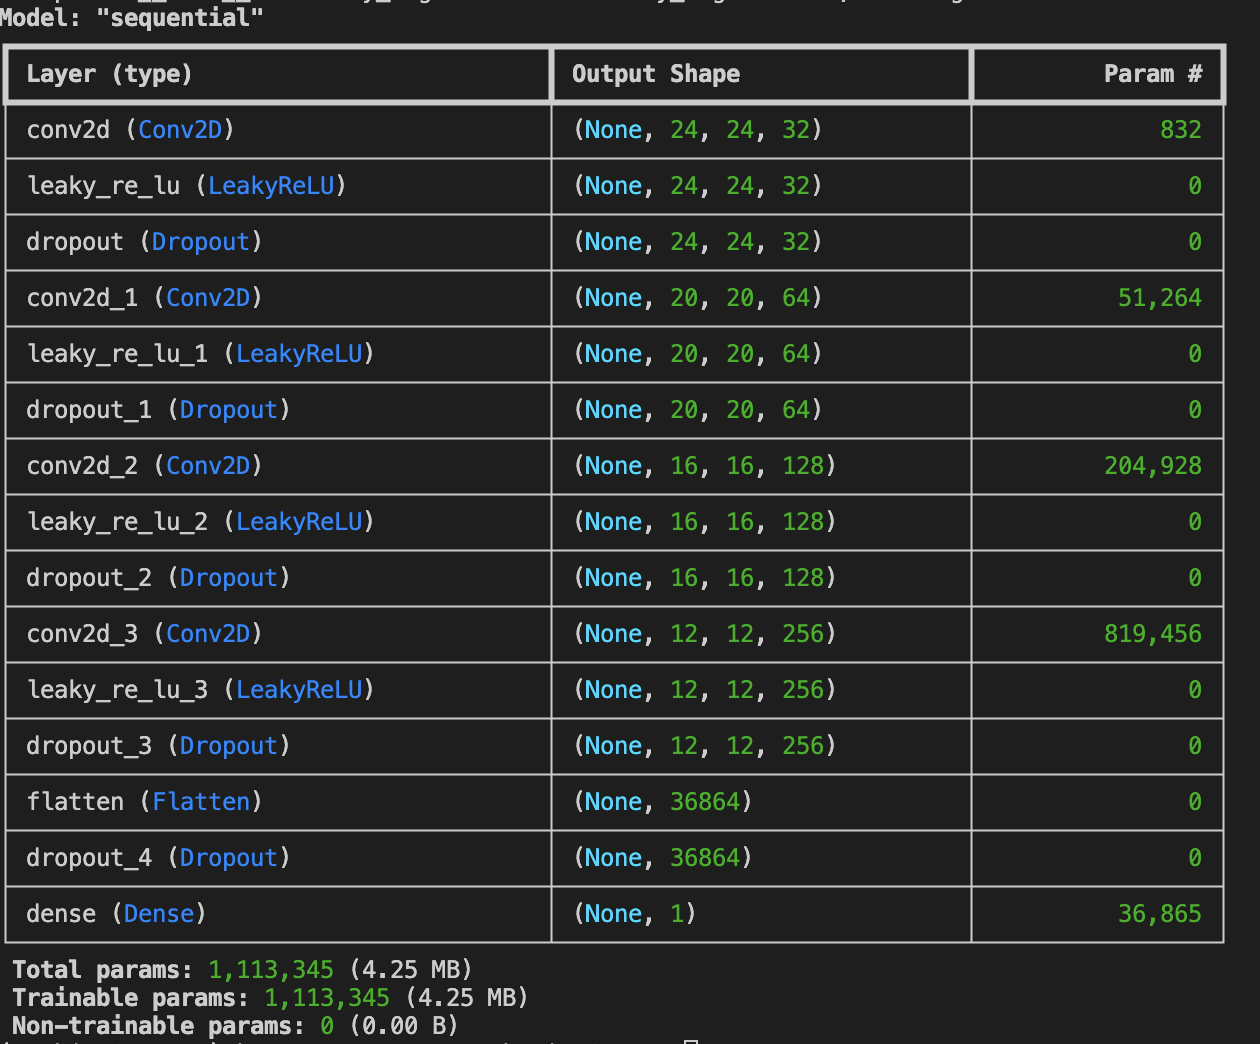 Model: "sequential"
Layer (type) Output Shape Param #
conv2d (Conv2D) (None, 24, 24, 32) 832
leaky_re_lu (LeakyReLU) (None, 24, 24, 32) 0
dropout (Dropout) (None, 24, 24, 32) 0
conv2d_1 (Conv2D) (None, 20, 20, 64) 51,264
leaky_re_lu_1 (LeakyReLU) (None, 20, 20, 64) 0
dropout_1 (Dropout) (None, 20, 20, 64) 0
conv2d_2 (Conv2D) (None, 16, 16, 128) 204,928
leaky_re_lu_2 (LeakyReLU) (None, 16, 16, 128) 0
dropout_2 (Dropout) (None, 16, 16, 128) 0
conv2d_3 (Conv2D) (None, 12, 12, 256) 819,456
leaky_re_lu_3 (LeakyReLU) (None, 12, 12, 256) 0
dropout_3 (Dropout) (None, 12, 12, 256) 0
flatten (Flatten) (None, 36864) 0
dropout_4 (Dropout) (None, 36864) 0
dense (Dense) (None, 1) 36,865
Total params: 1,113,345 (4.25 MB)
Trainable params: 1,113,345 (4.25 MB)
Non-trainable params: 0 (0.00 B)